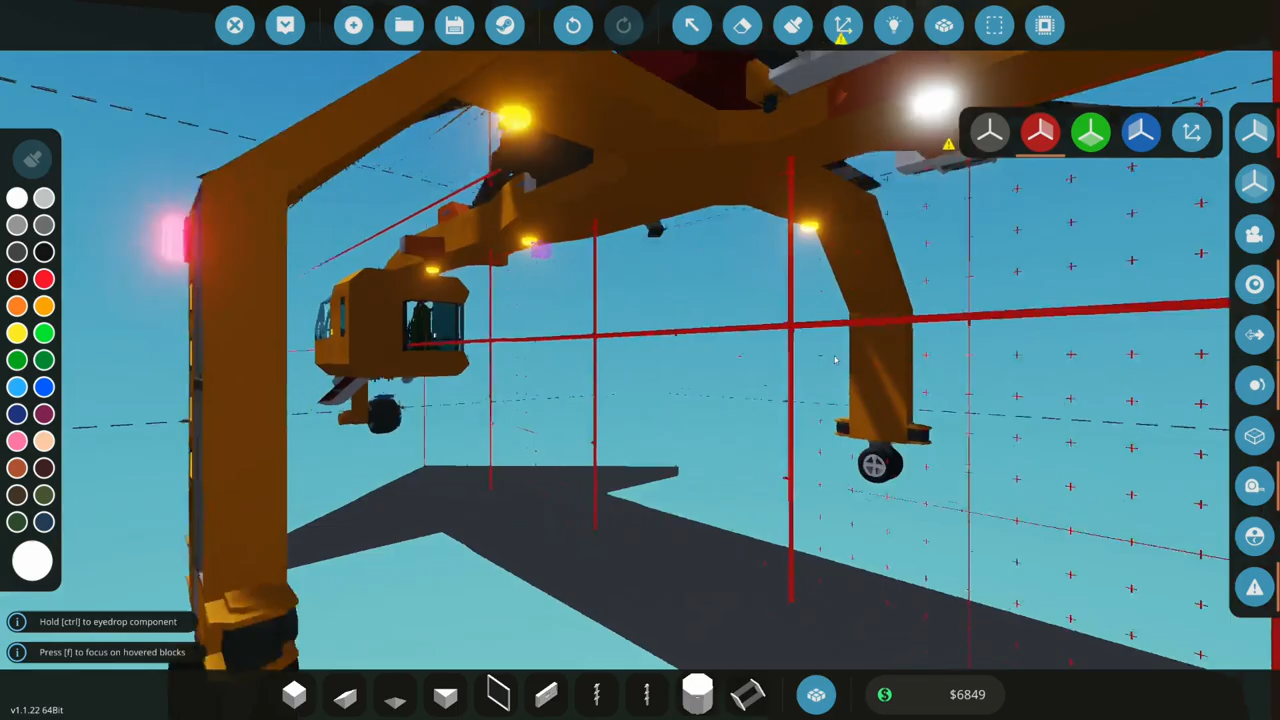 Hold [ctrl] to eyedrop component
Press [f] to focus on hovered blocks
$
$6849
v1.1.22 64Bit